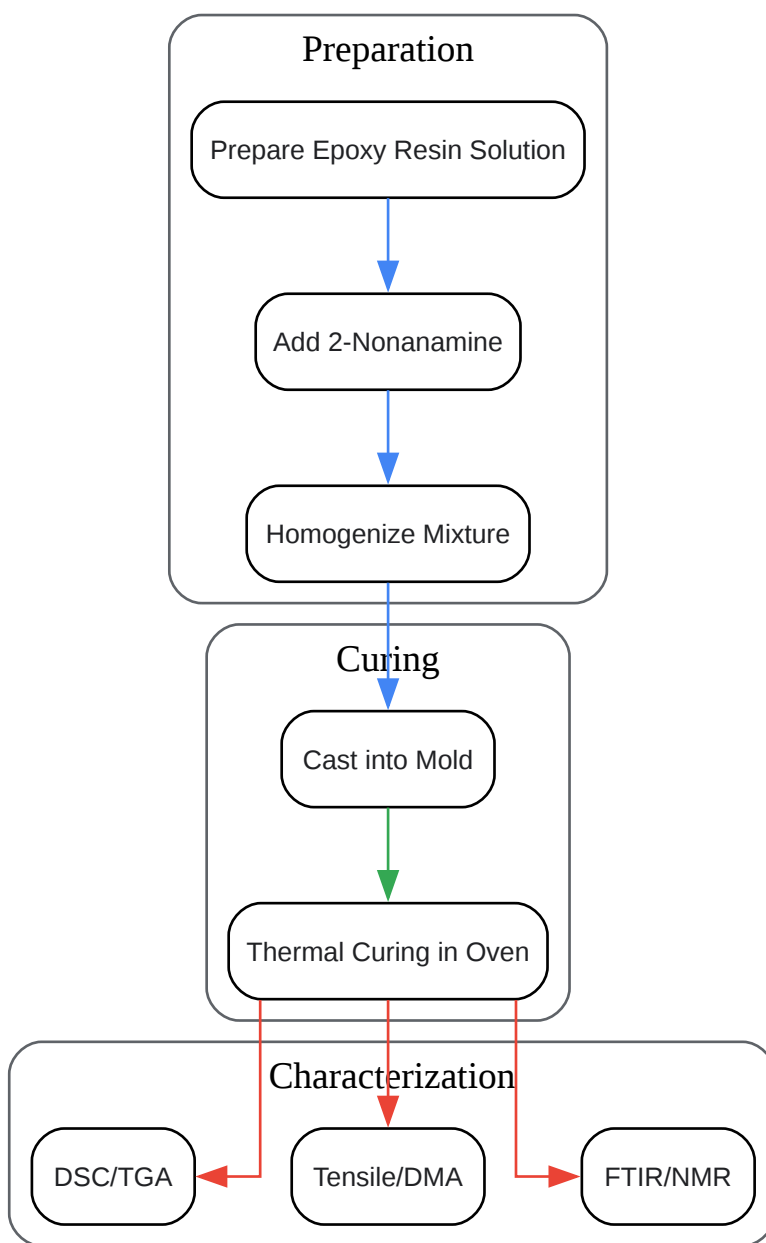 Preparation
Prepare Epoxy Resin Solution
Add 2-Nonanamine
Homogenize Mixture
Curing
Cast into Mold
Thermal Curing in Oven
Characterization
DSC/TGA
Tensile/DMA
FTIR/NMR